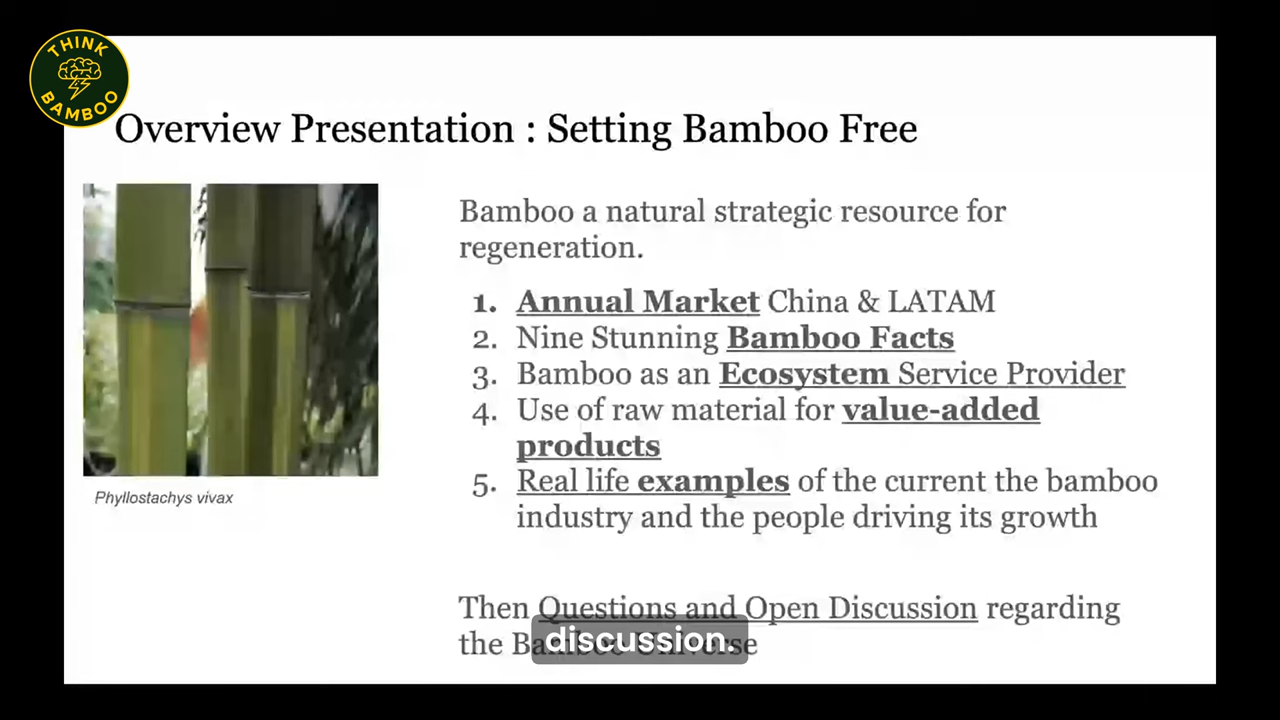 THINK
BAMBOO
Overview Presentation : Setting Bamboo Free
Bamboo a natural strategic resource for
regeneration.
1. Annual Market China & LATAM
2. Nine Stunning Bamboo Facts
3. Bamboo as an Ecosystem Service Provider
4. Use of raw material for value-added
products
5. Real life examples of the current the bamboo
industry and the people driving its growth
Phyllostachys vivax
Then Questions and Open Discussion regarding
the Bamboo Universe
discussion.